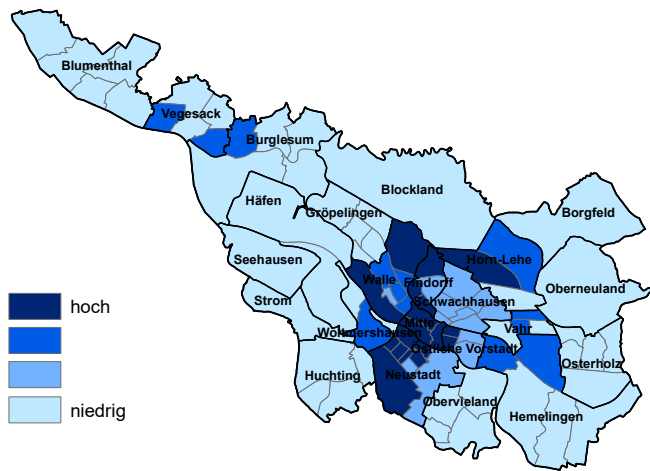 Blumenthal
Vegesack
Burglesum
Blockland
Häfen
Gröpelingen
Borgfeld
Seehausen
Horn-Lehe
Walle
Findorff
Oberneuland
Strom
Schwachhausen
hoch
Mitte
Vahr
Woltmershausen
Östliche Vorstadt
Osterholz
Huchting
Neustadt
Obervieland
niedrig
Hemelingen